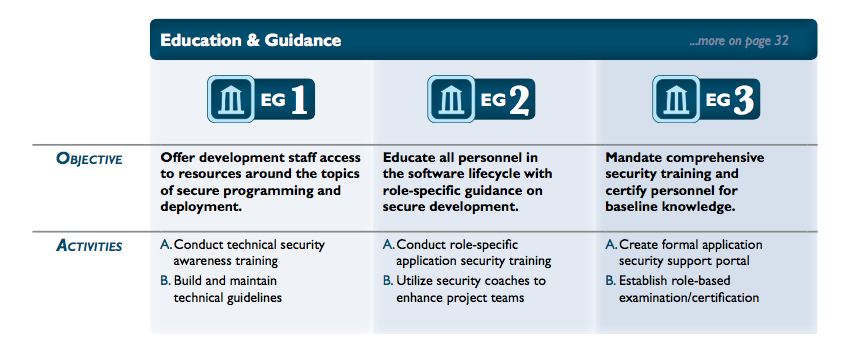 Education & Guidance
...more on page 32
EG 1
EG 2
EG 3
OBJECTIVE
Offer development staff access
to resources around the topics
of secure programming and
deployment.
Educate all personnel in
the software lifecycle with
role-specific guidance on
secure development.
Mandate comprehensive
security training and
certify personnel for
baseline knowledge.
ACTIVITIES
A. Conduct technical security
awareness training
B. Build and maintain
technical guidelines
A. Conduct role-specific
application security training
B. Utilize security coaches to
enhance project teams
A. Create formal application
security support portal
B. Establish role-based
examination/certification